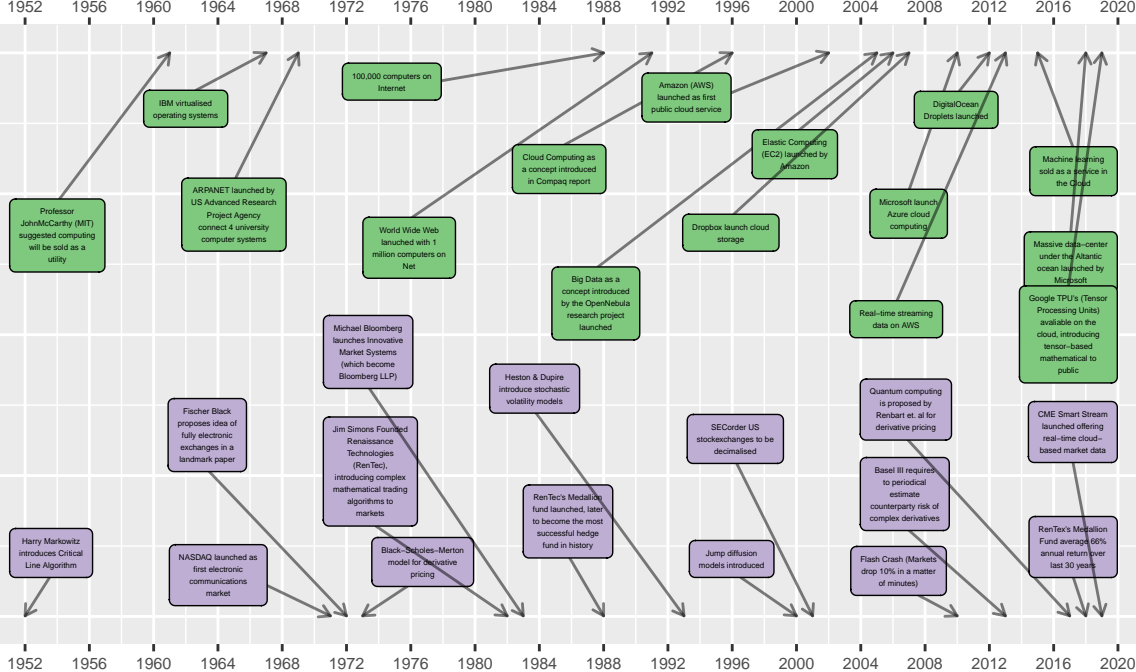 1952 1956 1960 1964 1968 1972 1976 1980 1984 1988 1992 1996 2000 2004 2008 2012 2016 2020
100,000 computers on
Internet
IBM virtualised
operating systems
Amazon (AWS)
launched as first
public cloud service
DigitalOcean
Droplets launched
Elastic Computing
(EC2) launched by
Amazon
Cloud Computing as
a concept introduced
in Compaq report
Machine learning
sold as a service in
the Cloud
ARPANET launched by
US Advanced Research
Project Agency
connect 4 university
computer systems
Professor
JohnMcCarthy (MIT)
suggested computing
will be sold as a
utility
World Wide Web
lanuched with 1
million computers on
Net
Dropbox launch cloud
storage
Microsoft launch
Azure cloud
computing
Massive data−center
under the Altantic
ocean launched by
Microsoft
Big Data as a
concept introduced
by the OpenNebula
research project
launched
Real−time streaming
data on AWS
Google TPU's (Tensor
Processing Units)
avaliable on the
cloud, introducing
tensor−based
mathematical to
public
Michael Bloomberg
launches Innovative
Market Systems
(which become
Bloomberg LLP)
Heston & Dupire
introduce stochastic
volatility models
Fischer Black
proposes idea of
fully electronic
exchanges in a
landmark paper
Jim Simons Founded
Renaissance
Technologies
(RenTec),
introducing complex
mathematical trading
algorithms to
markets
SECorder US
stockexchanges to be
decimalised
Quantum computing
is proposed by
Renbart et. al for
derivative pricing
CME Smart Stream
launched offering
real−time cloud−
based market data
Basel III requires
to periodical
estimate
counterparty risk of
complex derivatives
RenTec's Medallion
fund launched, later
to become the most
successful hedge
fund in history
Harry Markowitz
introduces Critical
Line Algorithm
NASDAQ launched as
first electronic
communications
market
Black−Scholes−Merton
model for derivative
pricing
Jump diffusion
models introduced
Flash Crash (Markets
drop 10% in a matter
of minutes)
RenTex's Medallion
Fund average 66%
annual return over
last 30 years
1952 1956 1960 1964 1968 1972 1976 1980 1984 1988 1992 1996 2000 2004 2008 2012 2016 2020